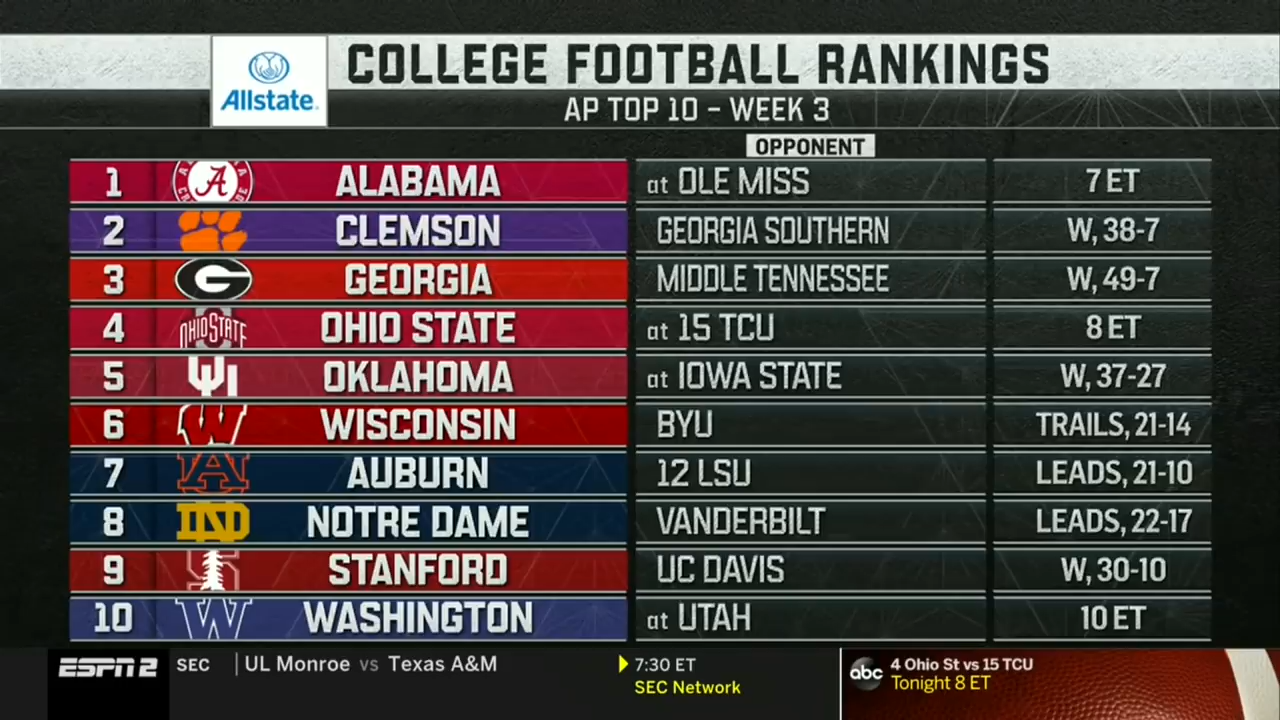 Allstate
COLLEGE FOOTBALL RANKINGS
AP TOP 10 – WEEK 3
OPPONENT
1 A ALABAMA at OLE MISS 7 ET
2 CLEMSON GEORGIA SOUTHERN W, 38-7
3 G GEORGIA MIDDLE TENNESSEE W, 49-7
4 OHIO STATE OHIO STATE at 15 TCU 8 ET
5 OU OKLAHOMA at IOWA STATE W, 37-27
6 W WISCONSIN BYU TRAILS, 21-14
7 AU AUBURN 12 LSU LEADS, 21-10
8 ND NOTRE DAME VANDERBILT LEADS, 22-17
9 S STANFORD UC DAVIS W, 30-10
10 W WASHINGTON at UTAH 10 ET
ESPN2 SEC UL Monroe vs Texas A&M 7:30 ET
SEC Network
abc 4 Ohio St vs 15 TCU
Tonight 8 ET